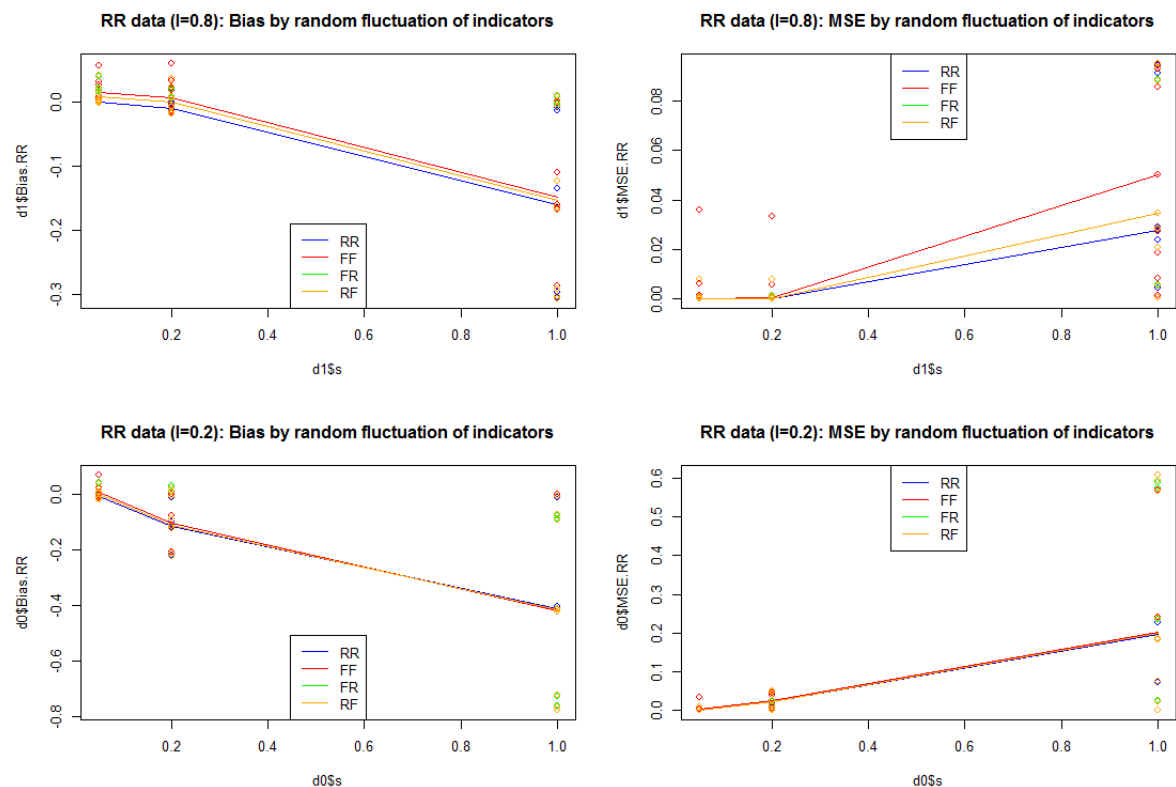 RR data (l=0.8): Bias by random fluctuation of indicators
d1$Bias.RR
0.0
-0.1
-0.2
-0.3
RR
FF
FR
RF
0.2 0.4 0.6 0.8 1.0
d1$s
RR data (l=0.8): MSE by random fluctuation of indicators
d1$MSE.RR
0.08
0.06
0.04
0.02
0.00
RR
FF
FR
RF
0.2 0.4 0.6 0.8 1.0
d1$s
RR data (l=0.2): Bias by random fluctuation of indicators
d0$Bias.RR
0.0
-0.2
-0.4
-0.6
-0.8
RR
FF
FR
RF
0.2 0.4 0.6 0.8 1.0
d0$s
RR data (l=0.2): MSE by random fluctuation of indicators
d0$MSE.RR
0.6
0.5
0.4
0.3
0.2
0.1
0.0
RR
FF
FR
RF
0.2 0.4 0.6 0.8 1.0
d0$s